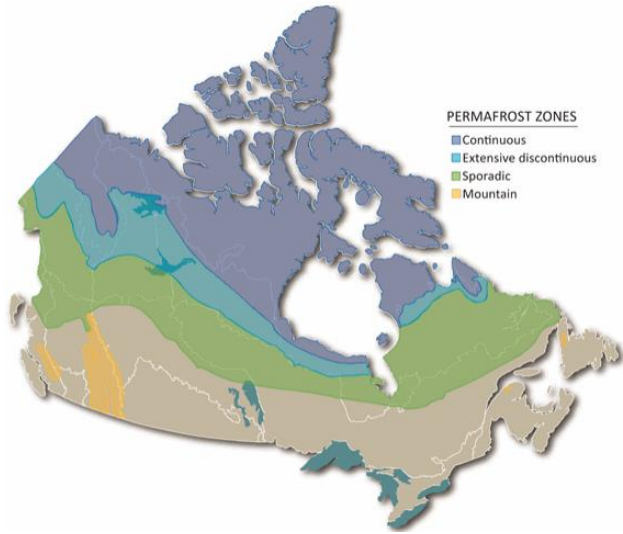 PERMAFROST ZONES
Continuous
Extensive discontinuous
Sporadic
Mountain